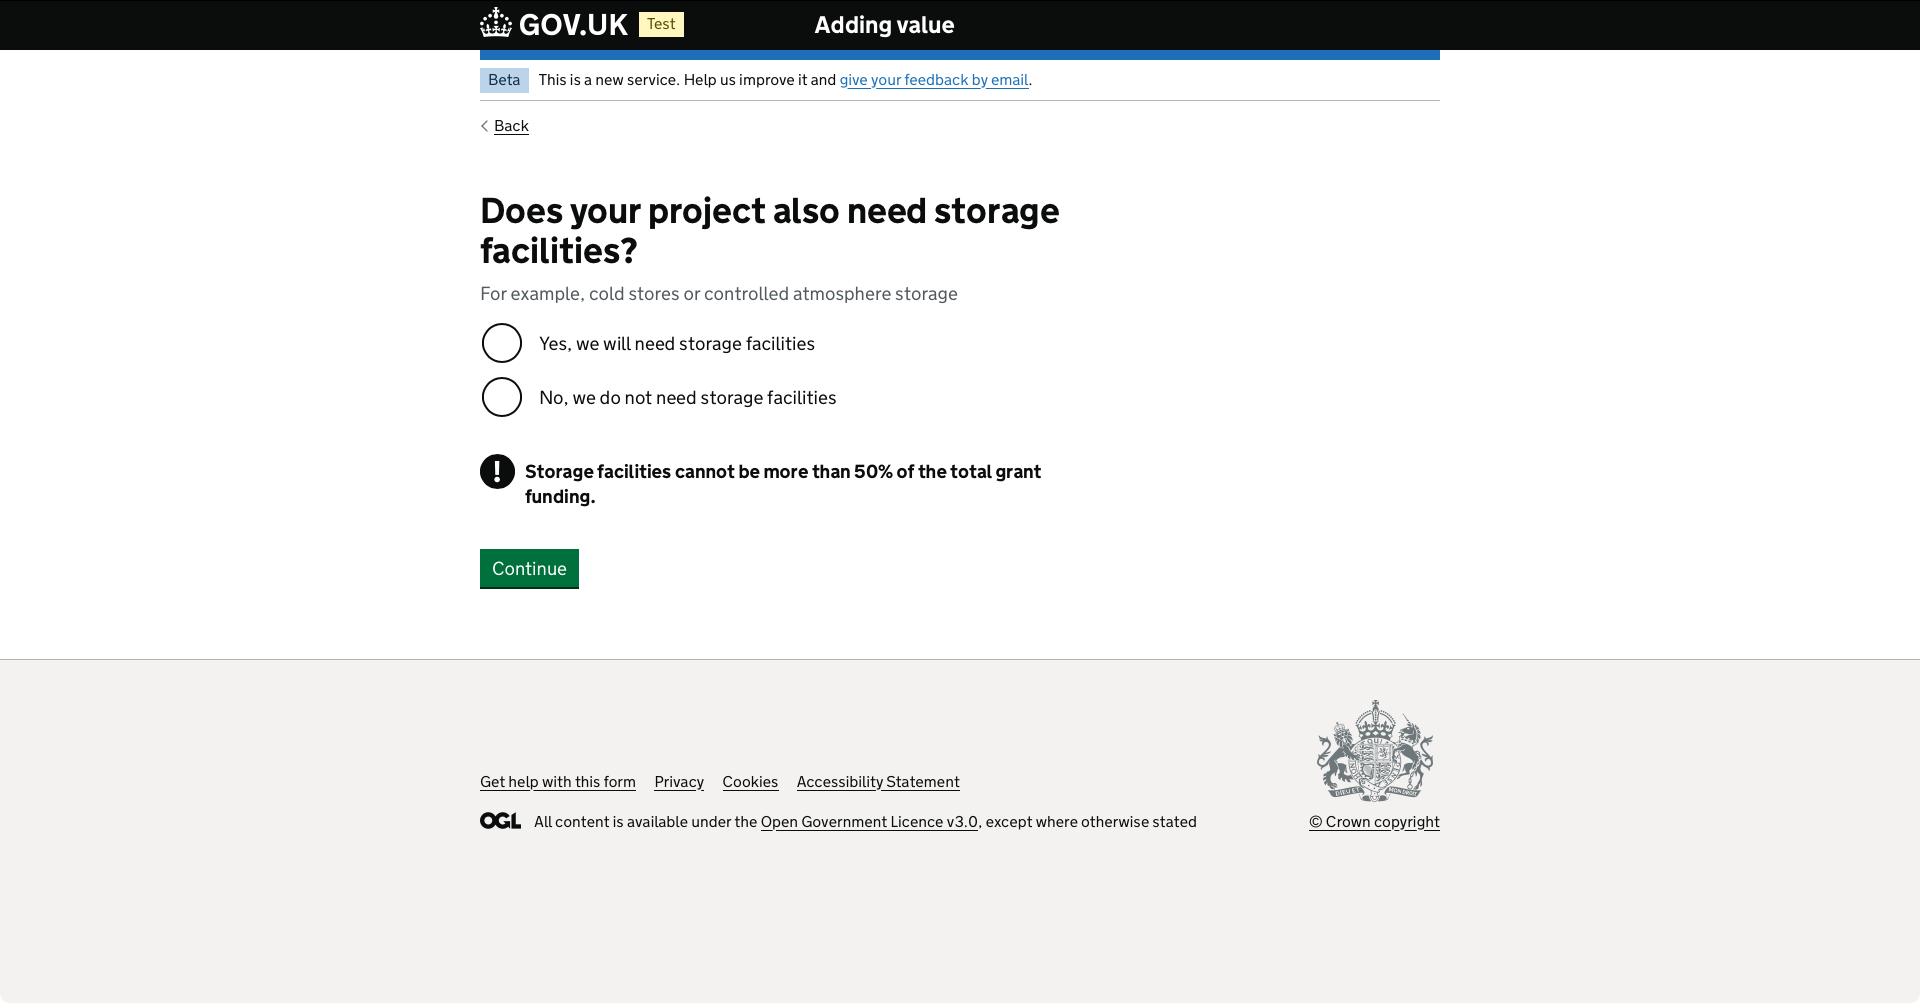 GOV.UK Test Adding value
Beta This is a new service. Help us improve it and give your feedback by email.
Back
Does your project also need storage
facilities?
For example, cold stores or controlled atmosphere storage
Yes, we will need storage facilities
No, we do not need storage facilities
! Storage facilities cannot be more than 50% of the total grant
funding.
Continue
Get help with this form Privacy Cookies Accessibility Statement
OGL All content is available under the Open Government Licence v3.0, except where otherwise stated
DIEU ET MON DROIT
© Crown copyright